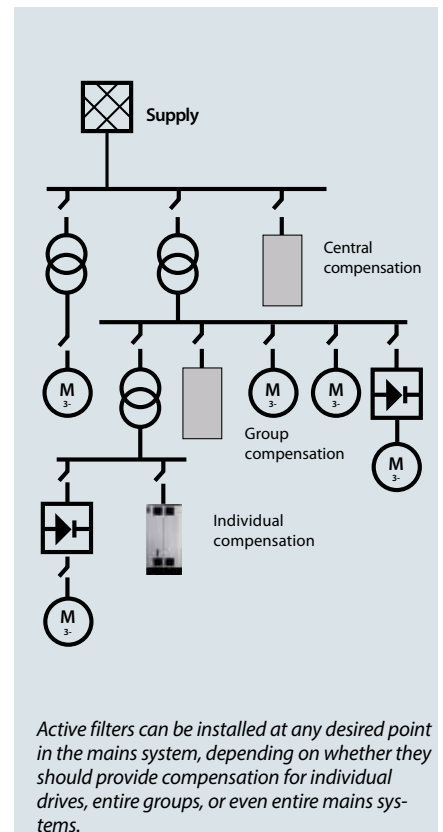 Supply
Central
compensation
M
3~
M
3~
M
3~
Group
compensation
M
3~
Individual
compensation
M
3~
Active filters can be installed at any desired point
in the mains system, depending on whether they
should provide compensation for individual
drives, entire groups, or even entire mains sys-
tems.